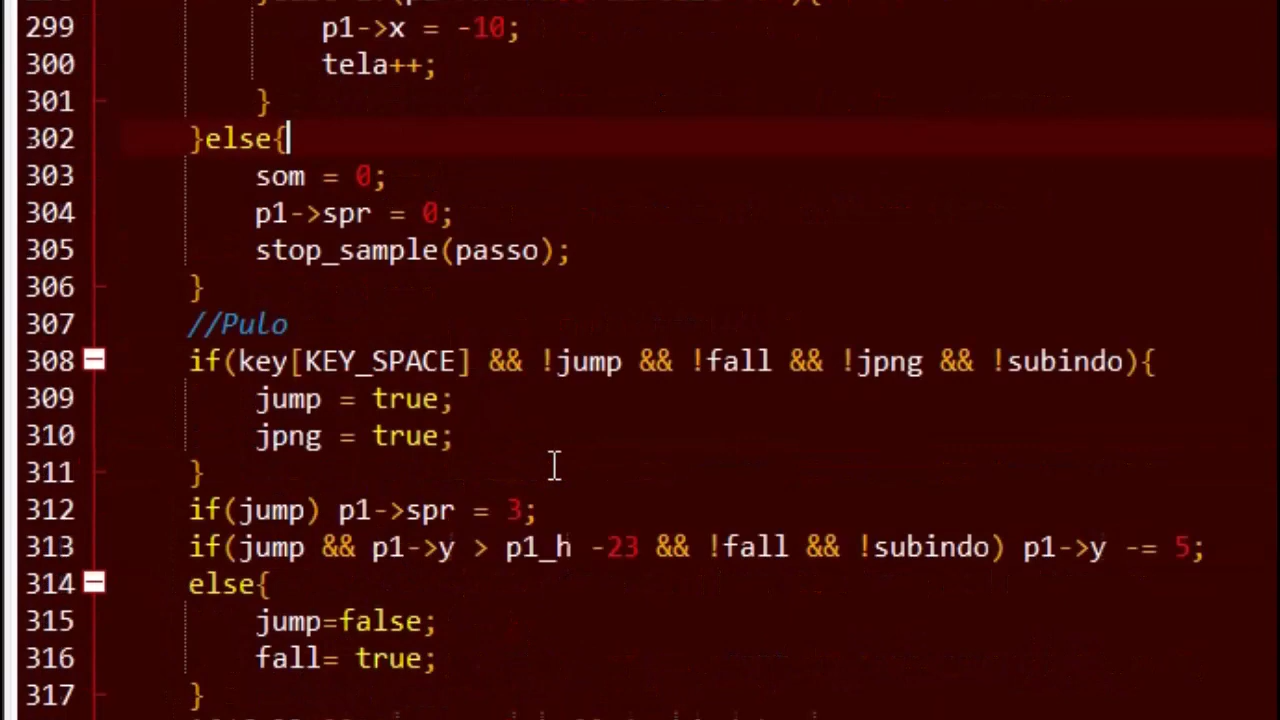 299 p1->x = -10;
300 tela++;
301 }
302 }else{
303 som = 0;
304 p1->spr = 0;
305 stop_sample(passo);
306 }
307 //Pulo
308 if(key[KEY_SPACE] && !jump && !fall && !jpng && !subindo){
309 jump = true;
310 jpng = true;
311 }
312 if(jump) p1->spr = 3;
313 if(jump && p1->y > p1_h -23 && !fall && !subindo) p1->y -= 5;
314 else{
315 jump=false;
316 fall= true;
317 }